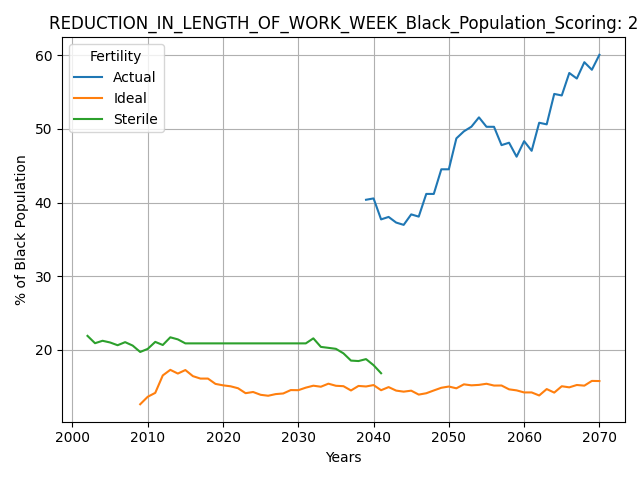 REDUCTION_IN_LENGTH_OF_WORK_WEEK_Black_Population_Scoring: 2
Fertility
Actual
Ideal
Sterile
% of Black Population
60
50
40
30
20
2000 2010 2020 2030 2040 2050 2060 2070
Years